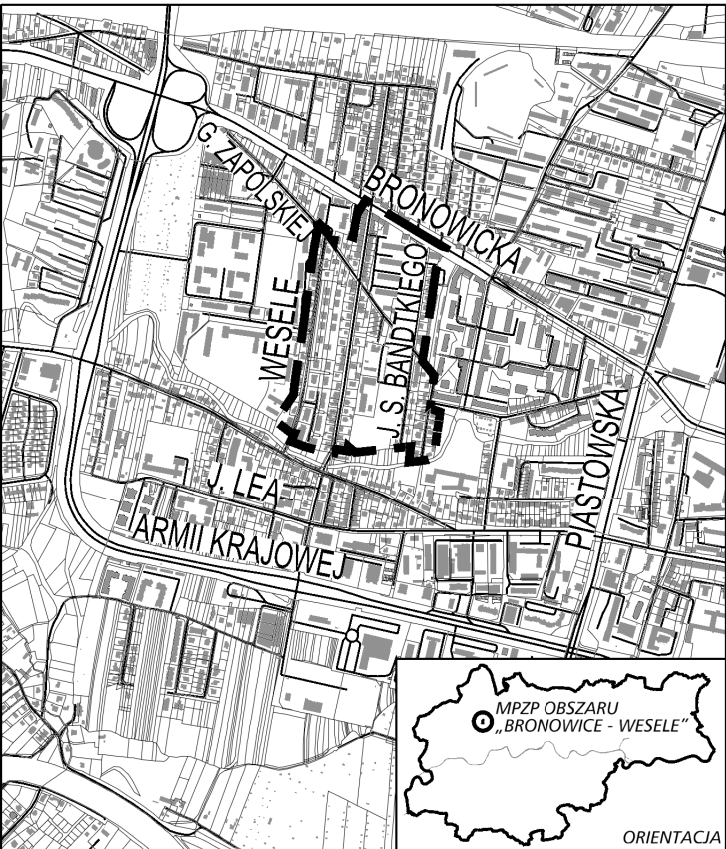 G. ZAPOLSKIEJ
BRONOWICKA
WESELE
J. S. BANDTKIEGO
PIASTOWSKA
J. LEA
ARMII KRAJOWEJ
MPZP OBSZARU
„BRONOWICE - WESELE”
ORIENTACJA